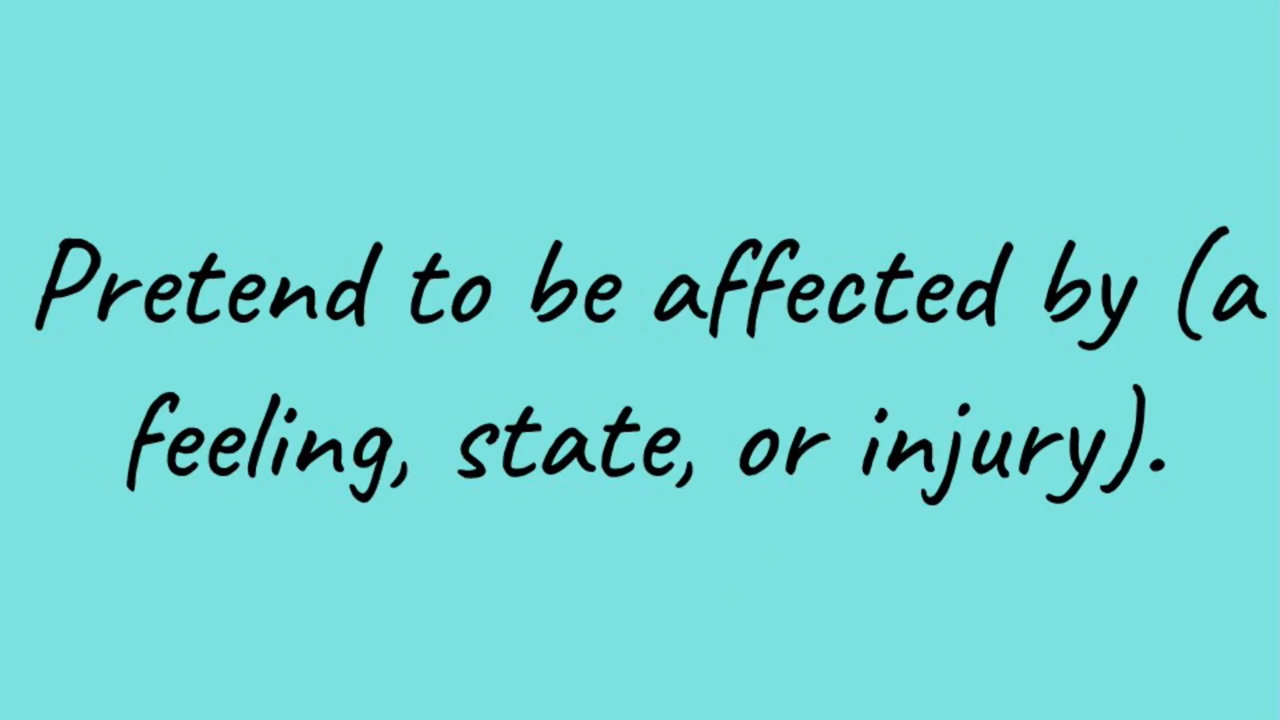 Pretend to be affected by (a
feeling, state, or injury).